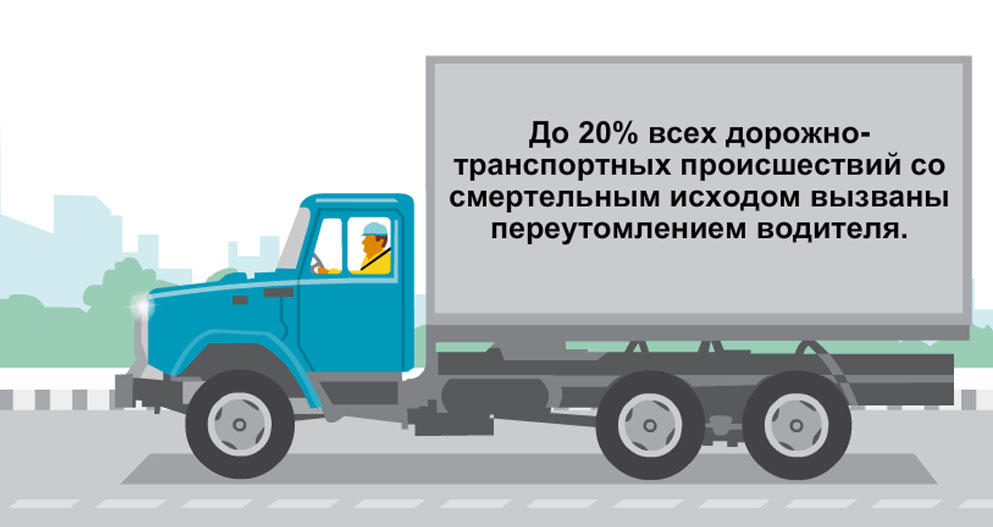 До 20% всех дорожно-
транспортных происшествий со
смертельным исходом вызваны
переутомлением водителя.